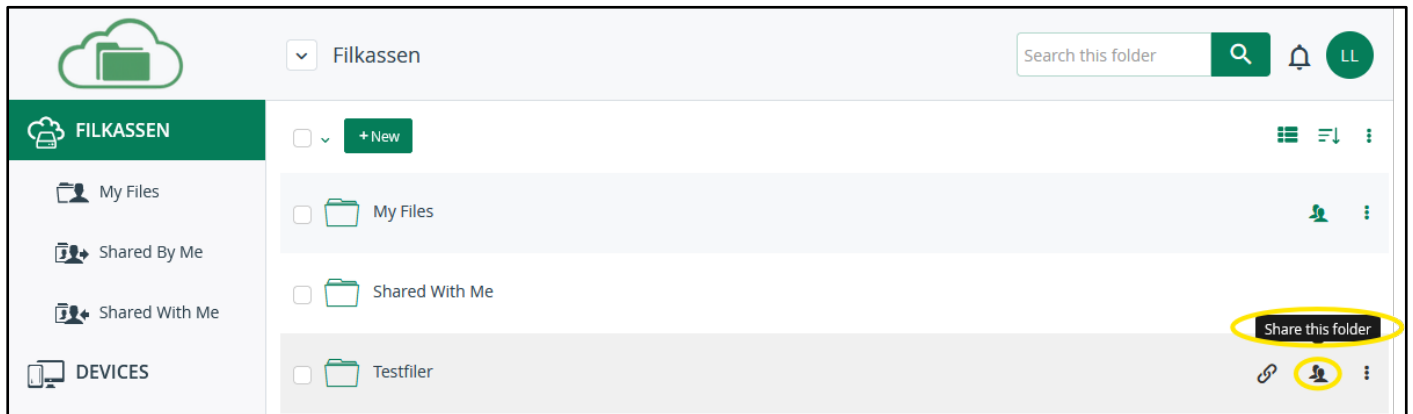 Filkassen
Search this folder
LL
FILKASSEN
+ New
My Files
My Files
Shared By Me
Shared With Me
Shared With Me
Share this folder
DEVICES
Testfiler